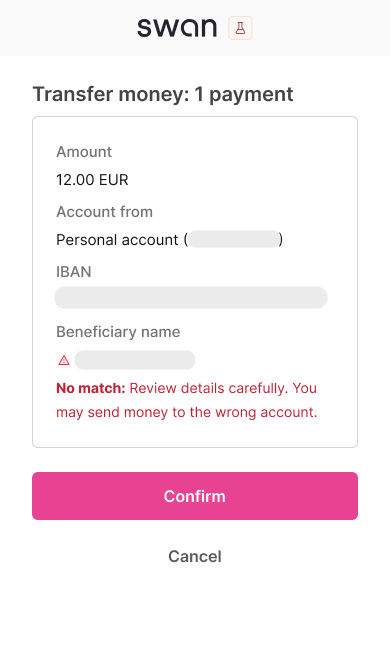 swan
Transfer money: 1 payment
Amount
12.00 EUR
Account from
Personal account ( )
IBAN
Beneficiary name
No match: Review details carefully. You
may send money to the wrong account.
Confirm
Cancel